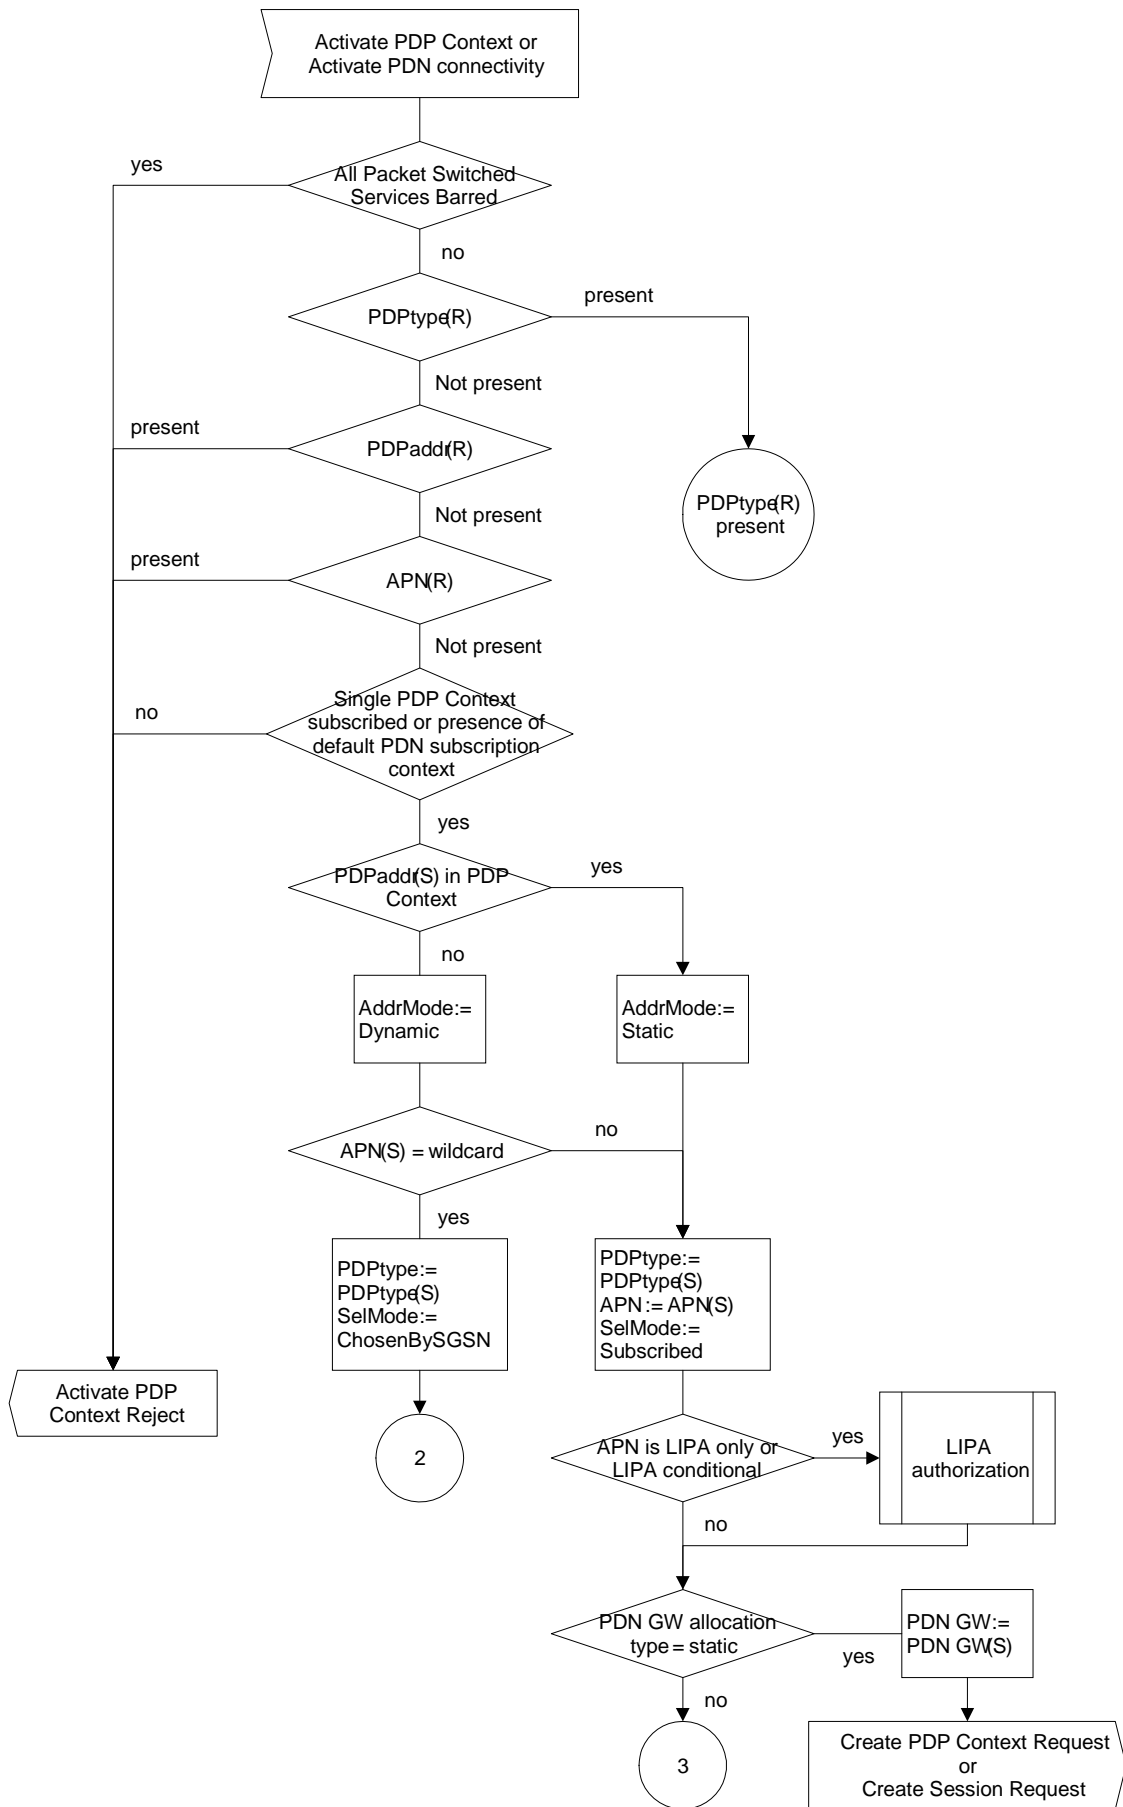 Activate PDP Context or
Activate PDN connectivity
yes
All Packet Switched
Services Barred
no
PDPtype(R)
present
Not present
present
PDPaddr(R)
PDPtype(R)
present
Not present
present
APN(R)
Not present
no
Single PDP Context
subscribed or presence of
default PDN subscription
context
yes
PDPaddr(S) in PDP
Context
yes
no
AddrMode:=
Dynamic
AddrMode:=
Static
APN(S) = wildcard
no
yes
PDPtype:=
PDPtype(S)
SelMode:=
ChosenBySGSN
PDPtype:=
PDPtype(S)
APN := APN(S)
SelMode:=
Subscribed
Activate PDP
Context Reject
2
APN is LIPA only or
LIPA conditional
yes
LIPA
authorization
no
PDN GW allocation
type = static
yes
PDN GW:=
PDN GW(S)
no
3
Create PDP Context Request
or
Create Session Request